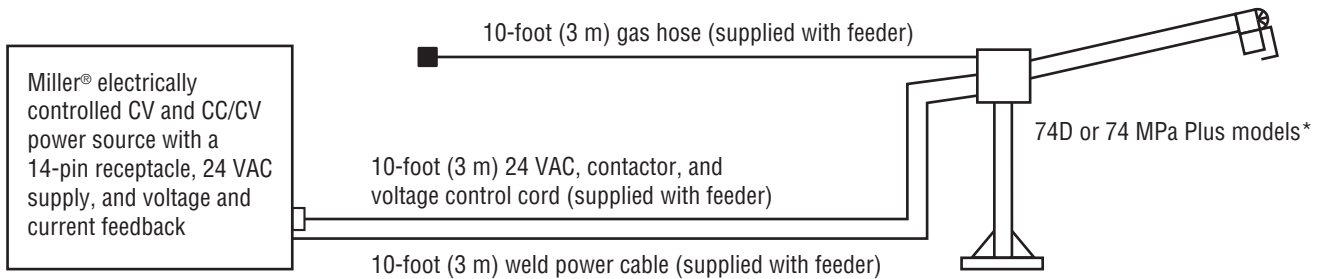 10-foot (3 m) gas hose (supplied with feeder)
Miller® electrically
controlled CV and CC/CV
power source with a
14-pin receptacle, 24 VAC
supply, and voltage and
current feedback
74D or 74 MPa Plus models*
10-foot (3 m) 24 VAC, contactor, and
voltage control cord (supplied with feeder)
10-foot (3 m) weld power cable (supplied with feeder)